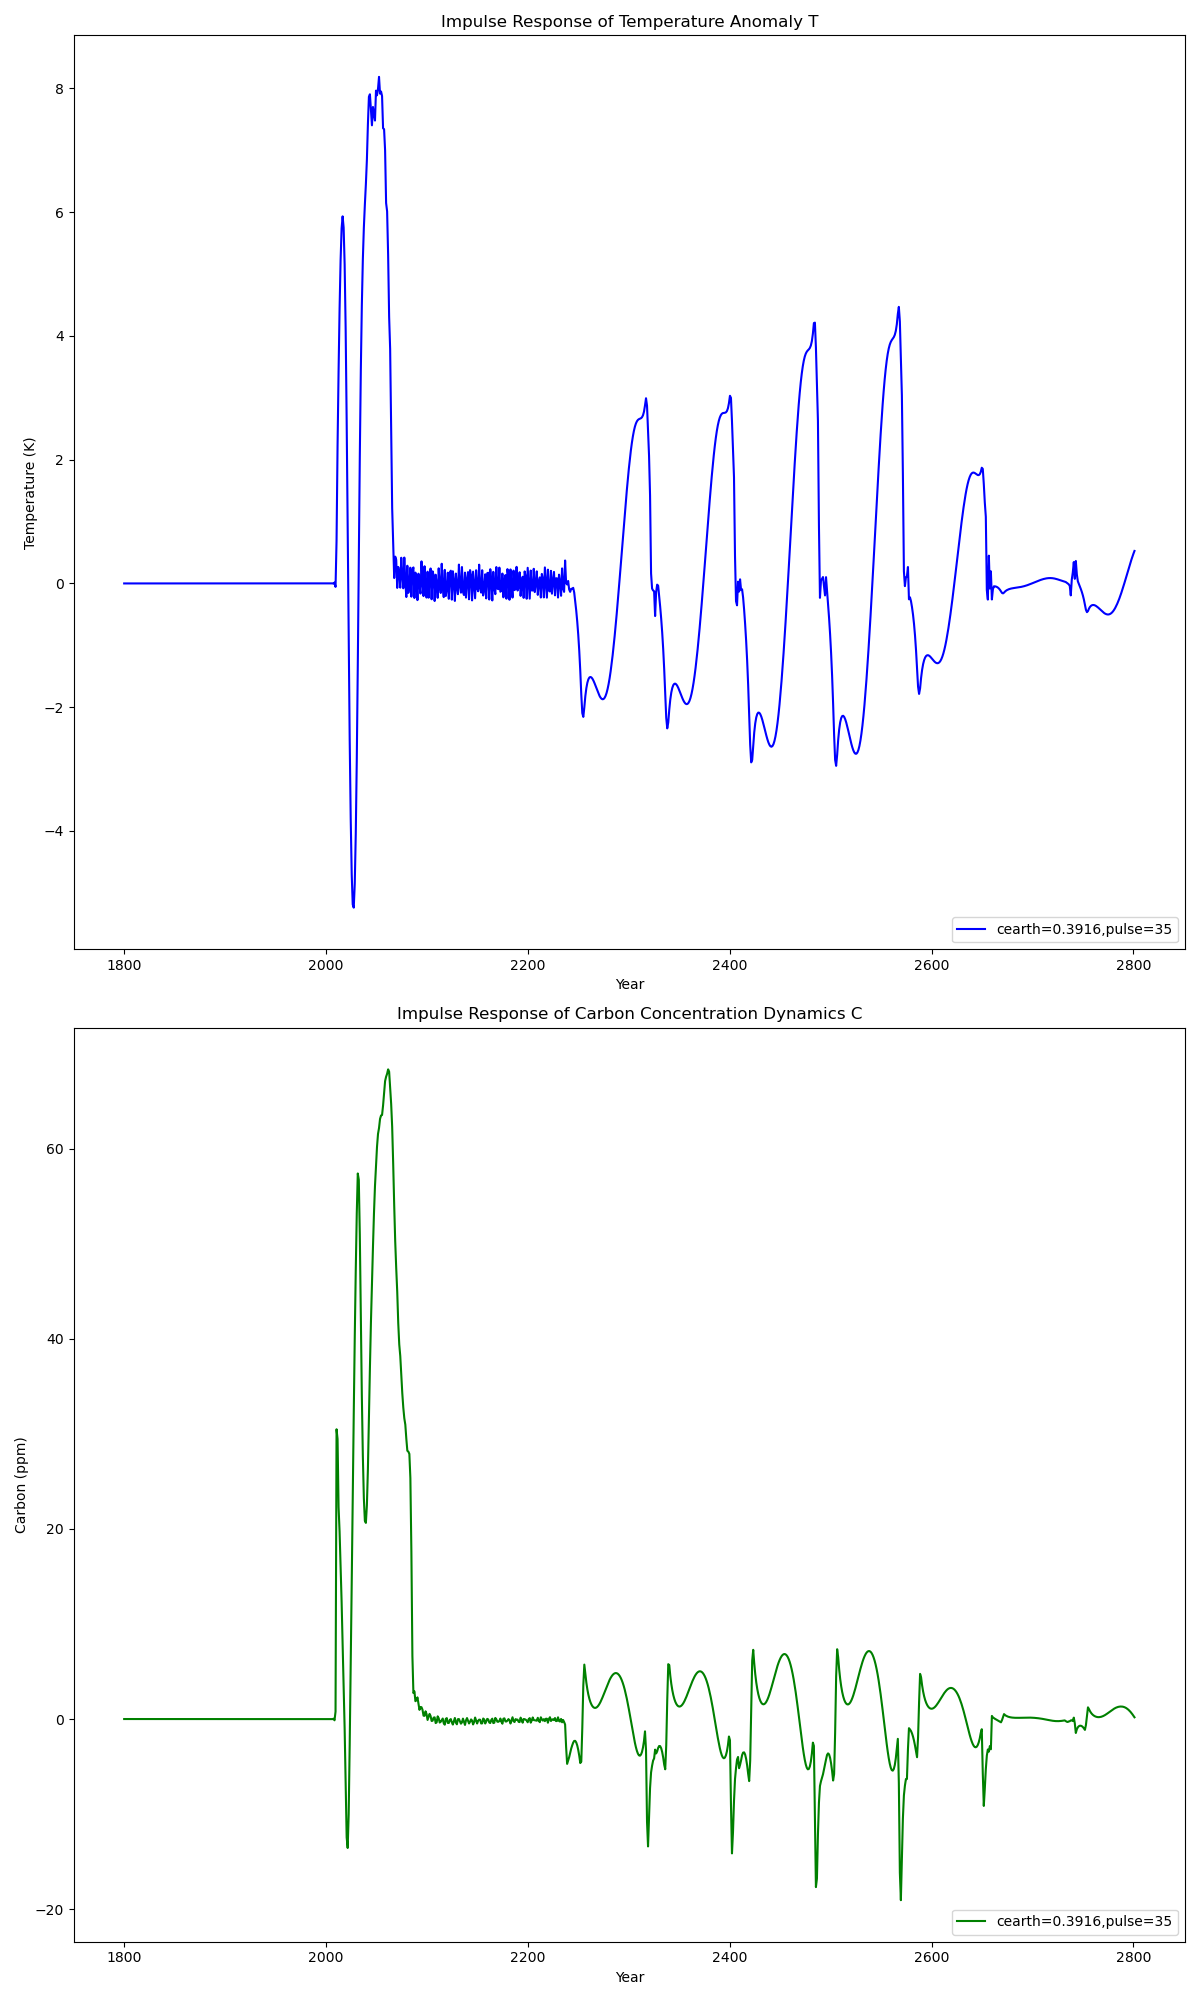 Impulse Response of Temperature Anomaly T
8
6
4
2
0
−2
−4
Temperature (K)
1800 2000 2200 2400 2600 2800
Year
cearth=0.3916,pulse=35
Impulse Response of Carbon Concentration Dynamics C
60
40
20
0
−20
Carbon (ppm)
1800 2000 2200 2400 2600 2800
Year
cearth=0.3916,pulse=35